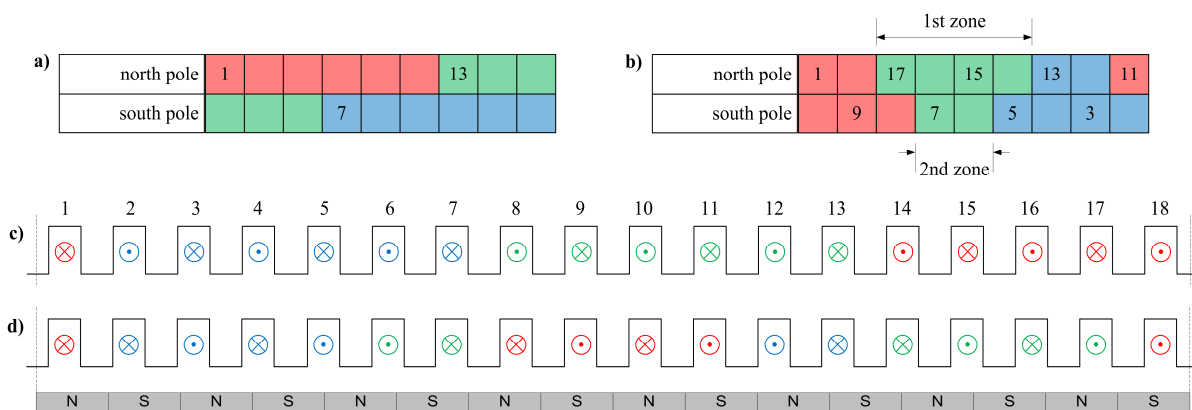 1st zone
a)
north pole 1 13
south pole 7
b)
north pole 1 17 15 13 11
south pole 9 7 5 3
2nd zone
1 2 3 4 5 6 7 8 9 10 11 12 13 14 15 16 17 18
c)
d)
N S N S N S N S N S N S N S N S